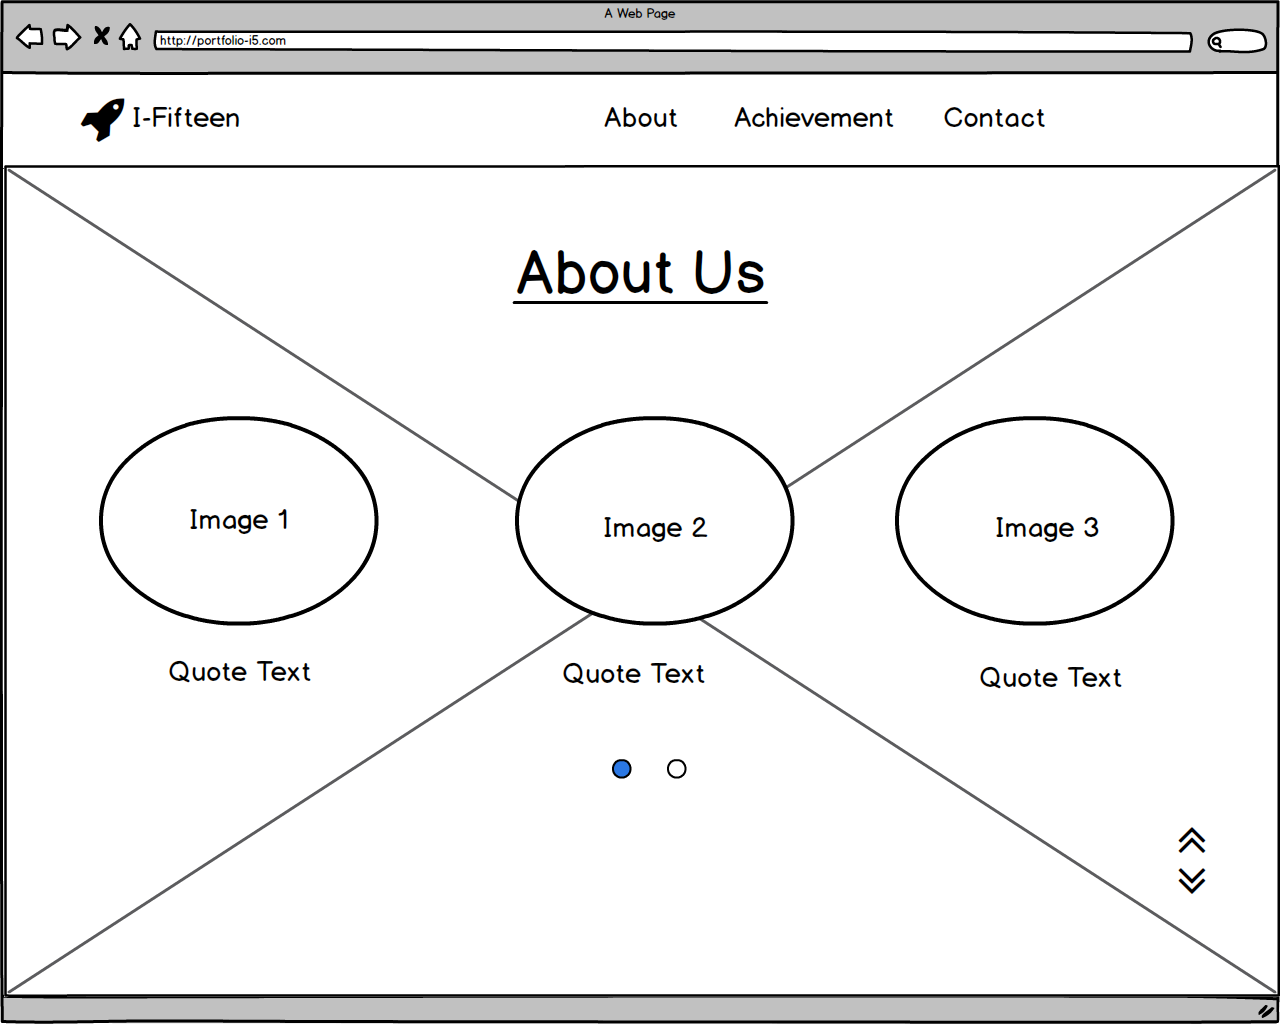 A Web Page
http://portfolio-i5.com
I-Fifteen
About
Achievement
Contact
About Us
Image 1
Image 2
Image 3
Quote Text
Quote Text
Quote Text